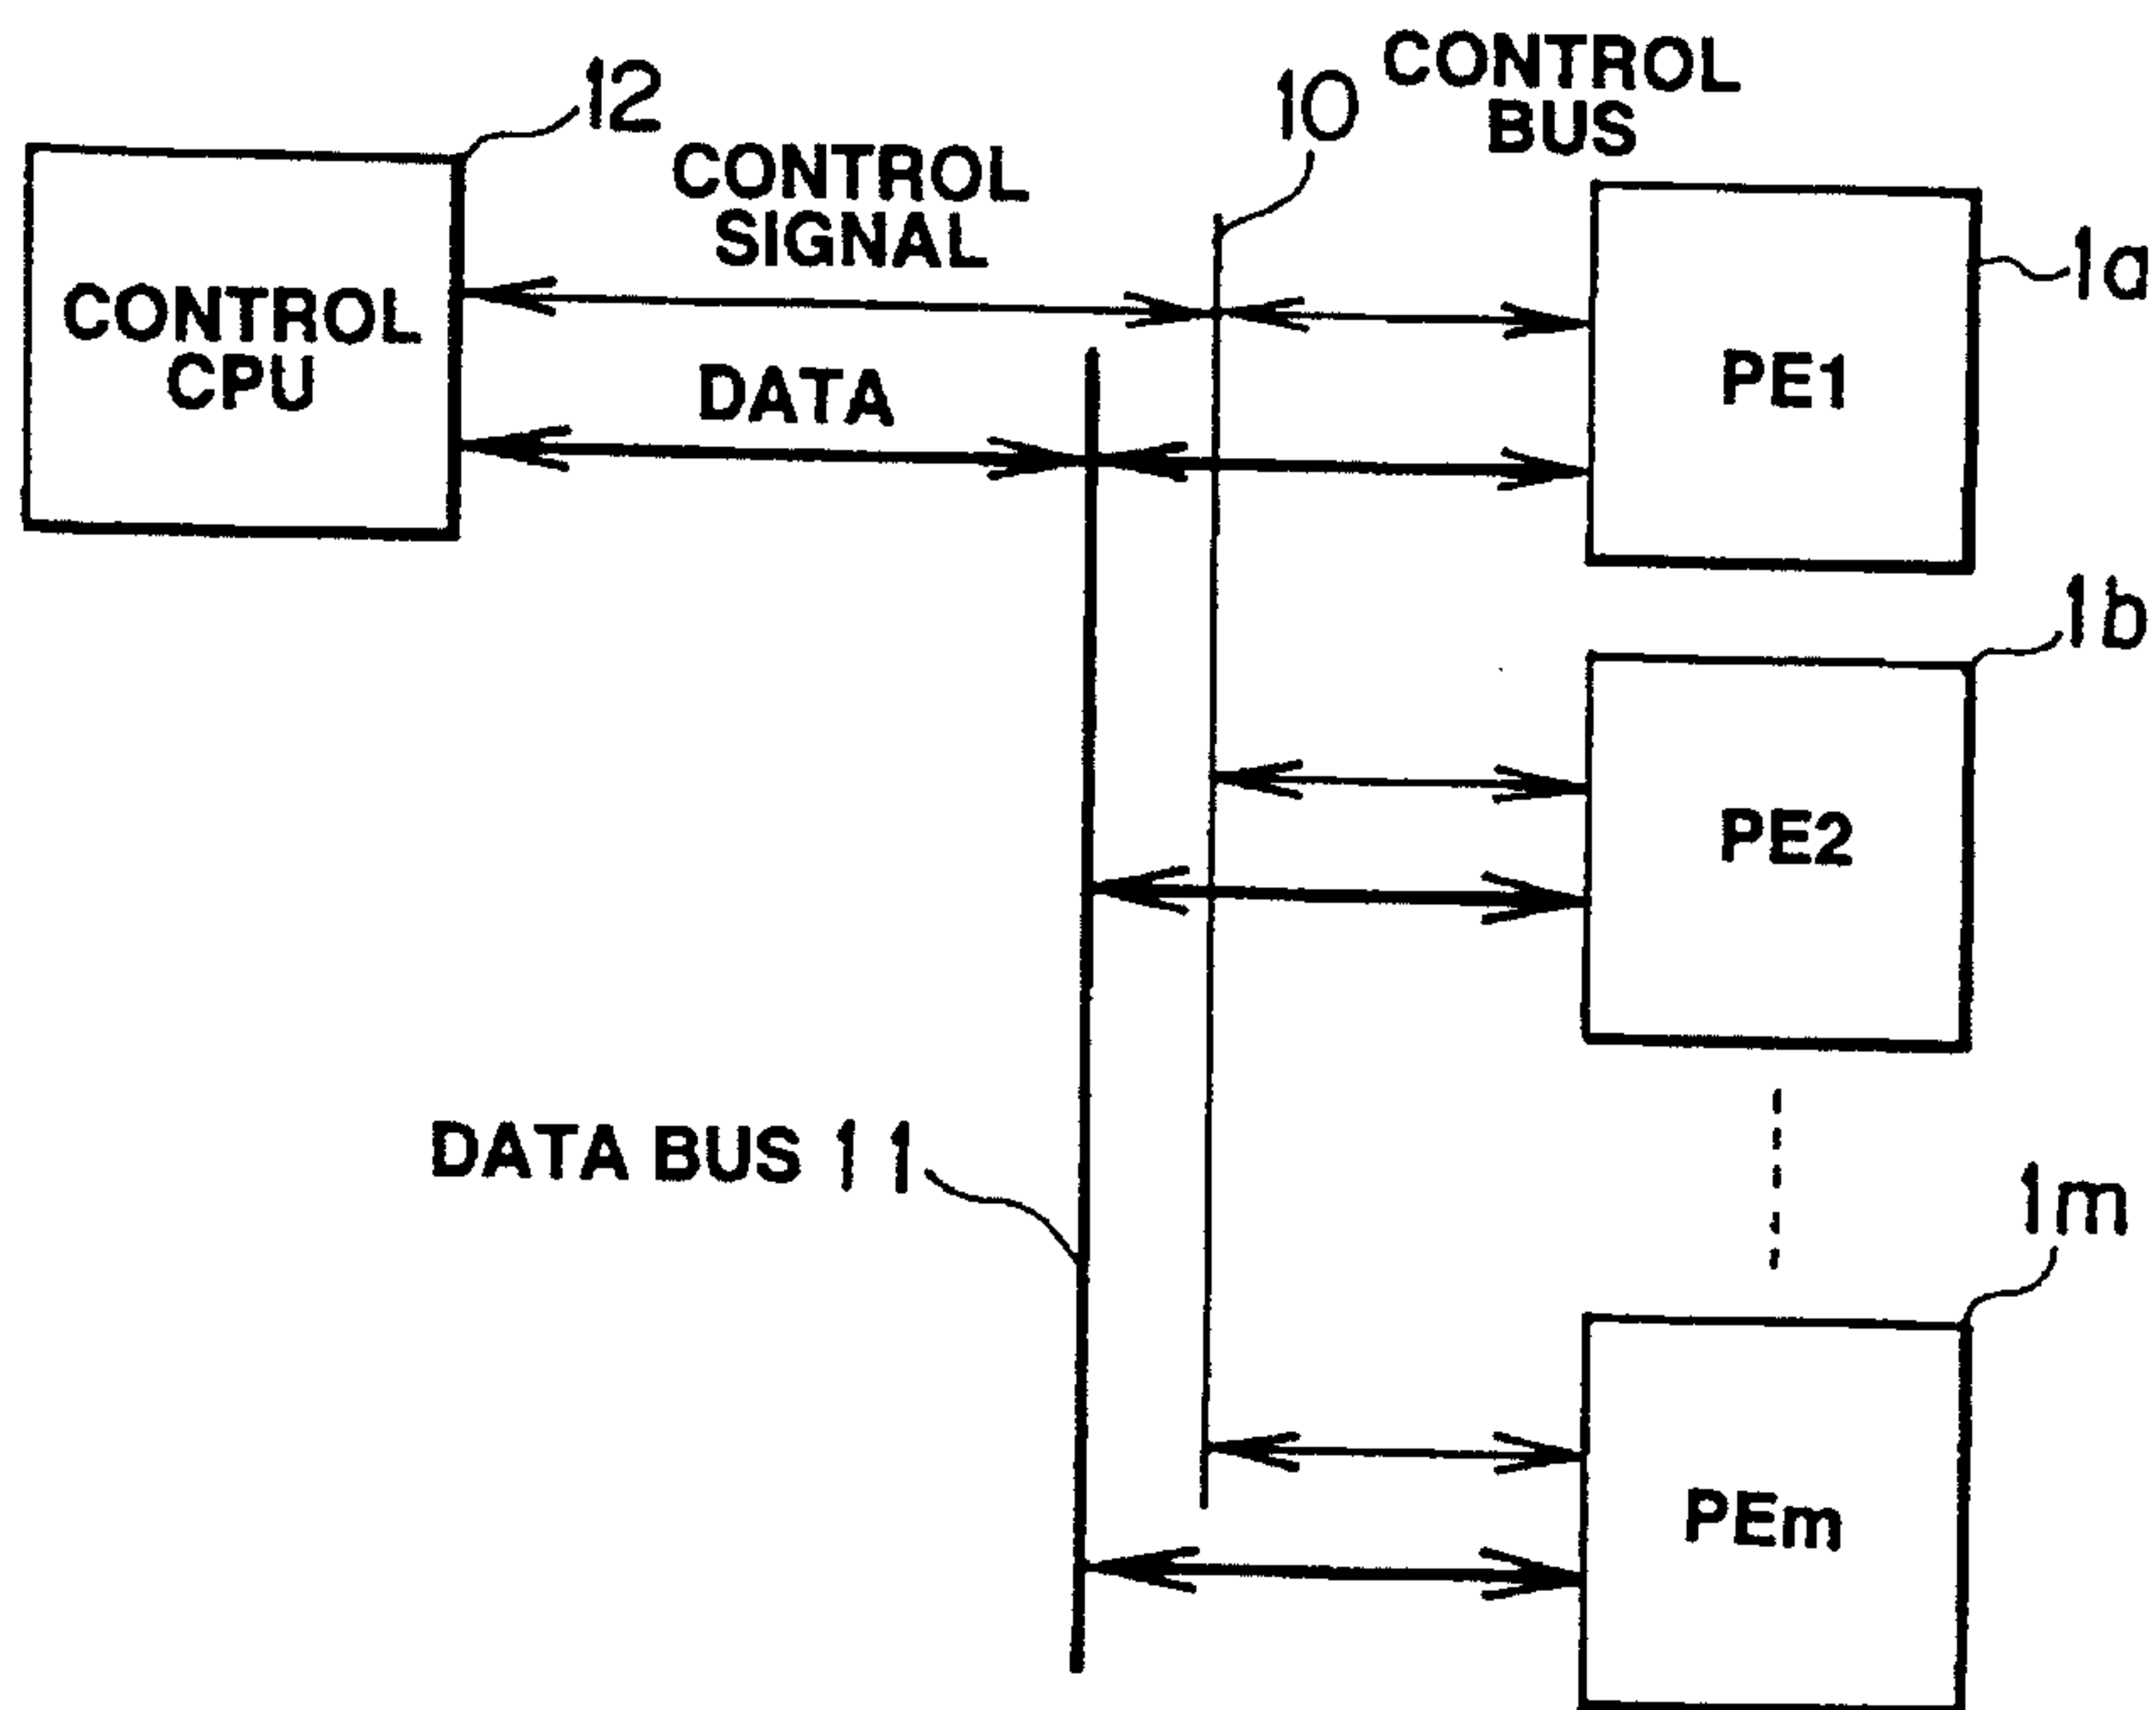 12
10
CONTROL
BUS
CONTROL
SIGNAL
1a
CONTROL
CPU
DATA
PE1
1b
PE2
DATA BUS 11
1m
PEm